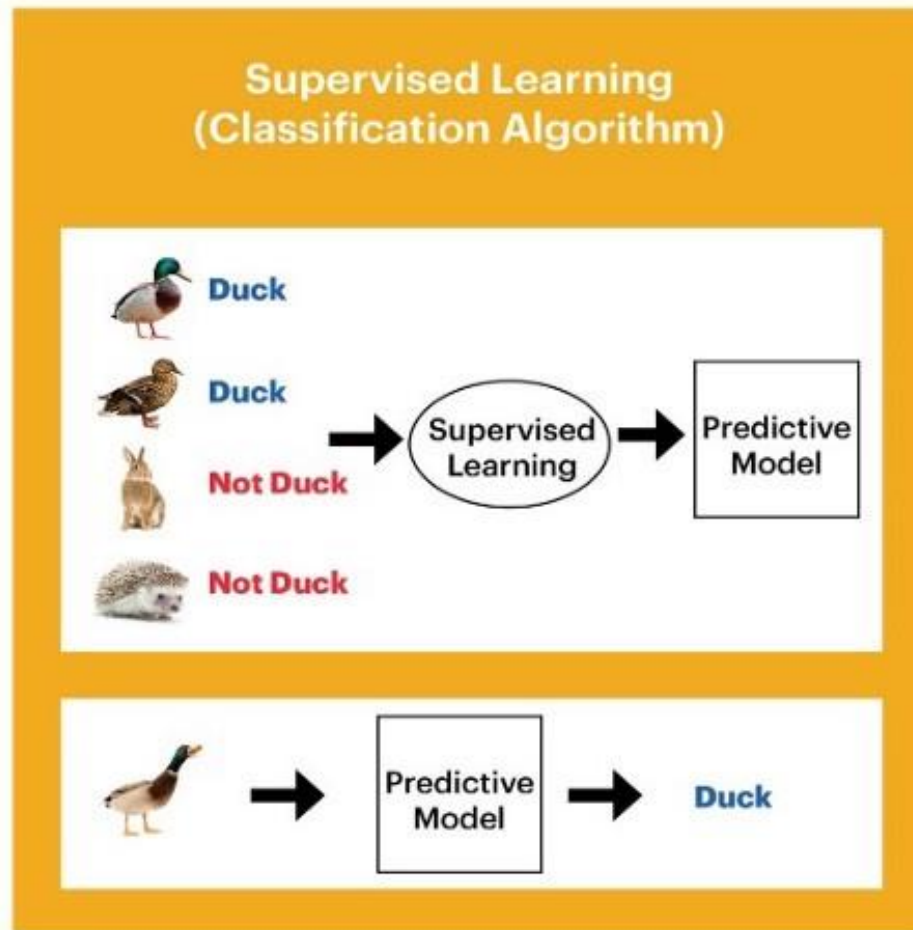 Supervised Learning
(Classification Algorithm)
Duck
Duck
Not Duck
Not Duck
Supervised
Learning
Predictive
Model
Predictive
Model
Duck